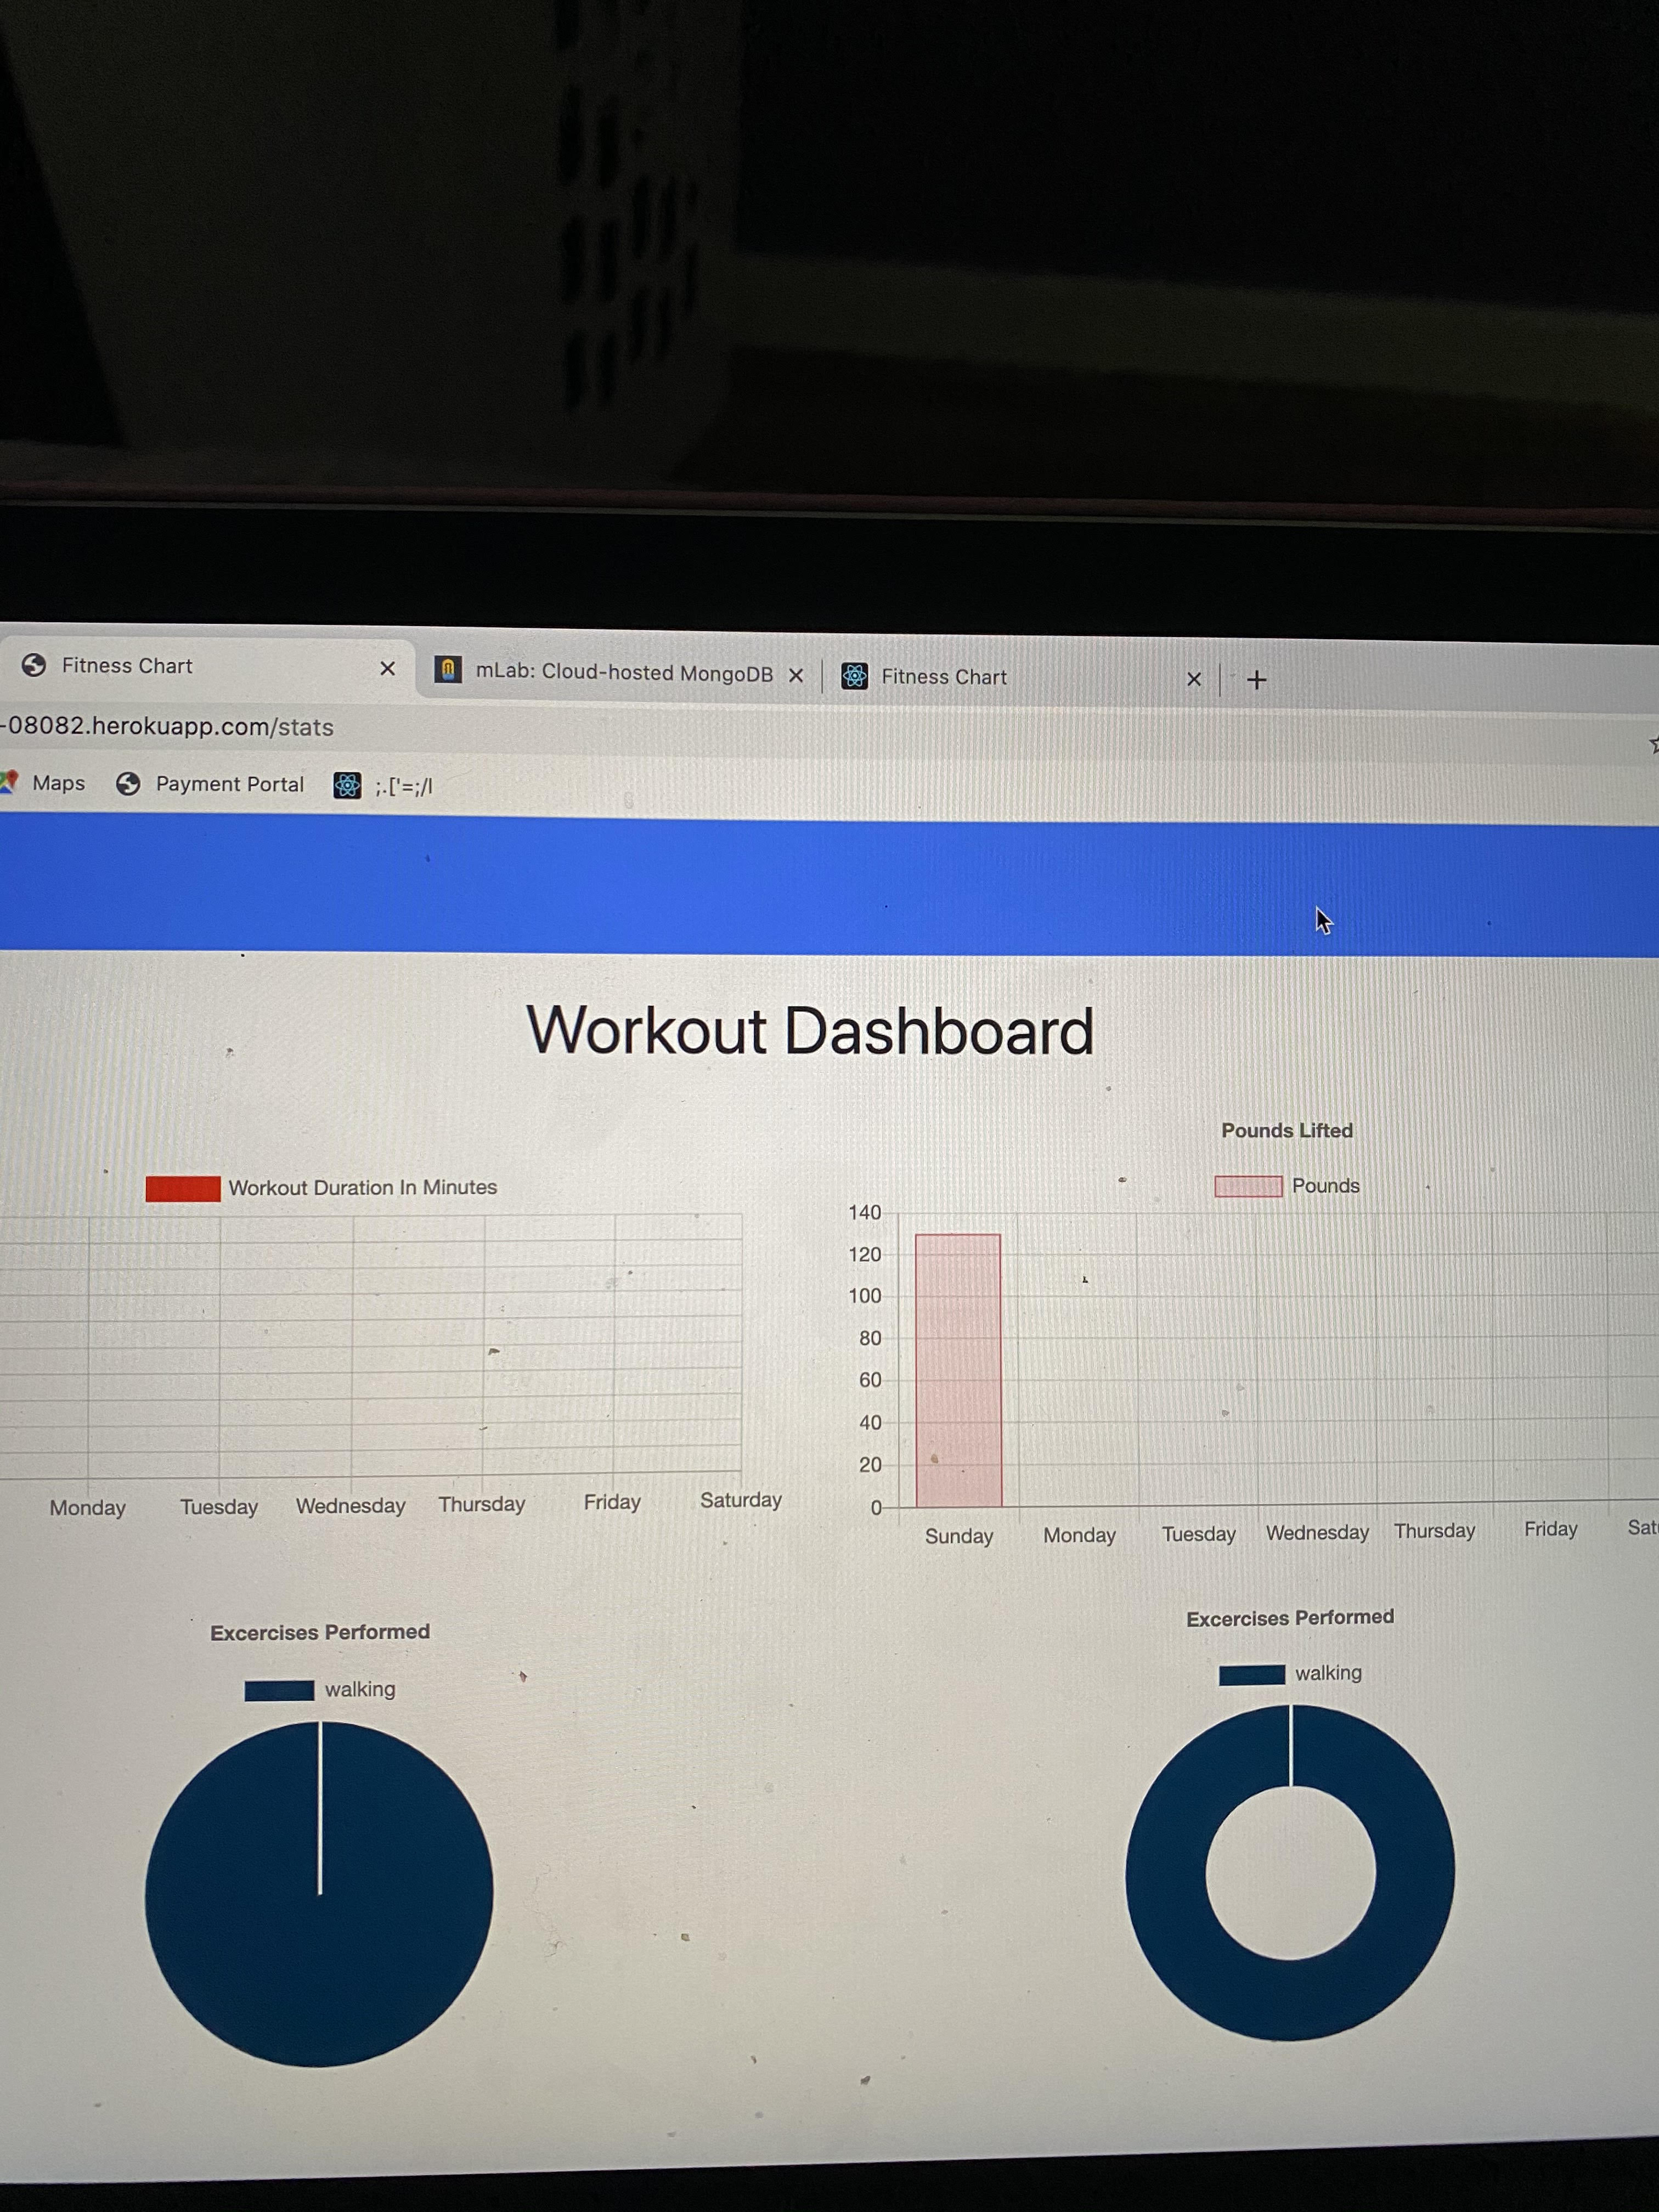 Fitness Chart
mLab: Cloud-hosted MongoDB
Fitness Chart
-08082.herokuapp.com/stats
Maps Payment Portal ;.['=;/l
Workout Dashboard
Workout Duration In Minutes
Monday Tuesday Wednesday Thursday Friday Saturday
Pounds Lifted
Pounds
140
120
100
80
60
40
20
0
Sunday Monday Tuesday Wednesday Thursday Friday Sat
Excercises Performed
walking
Excercises Performed
walking